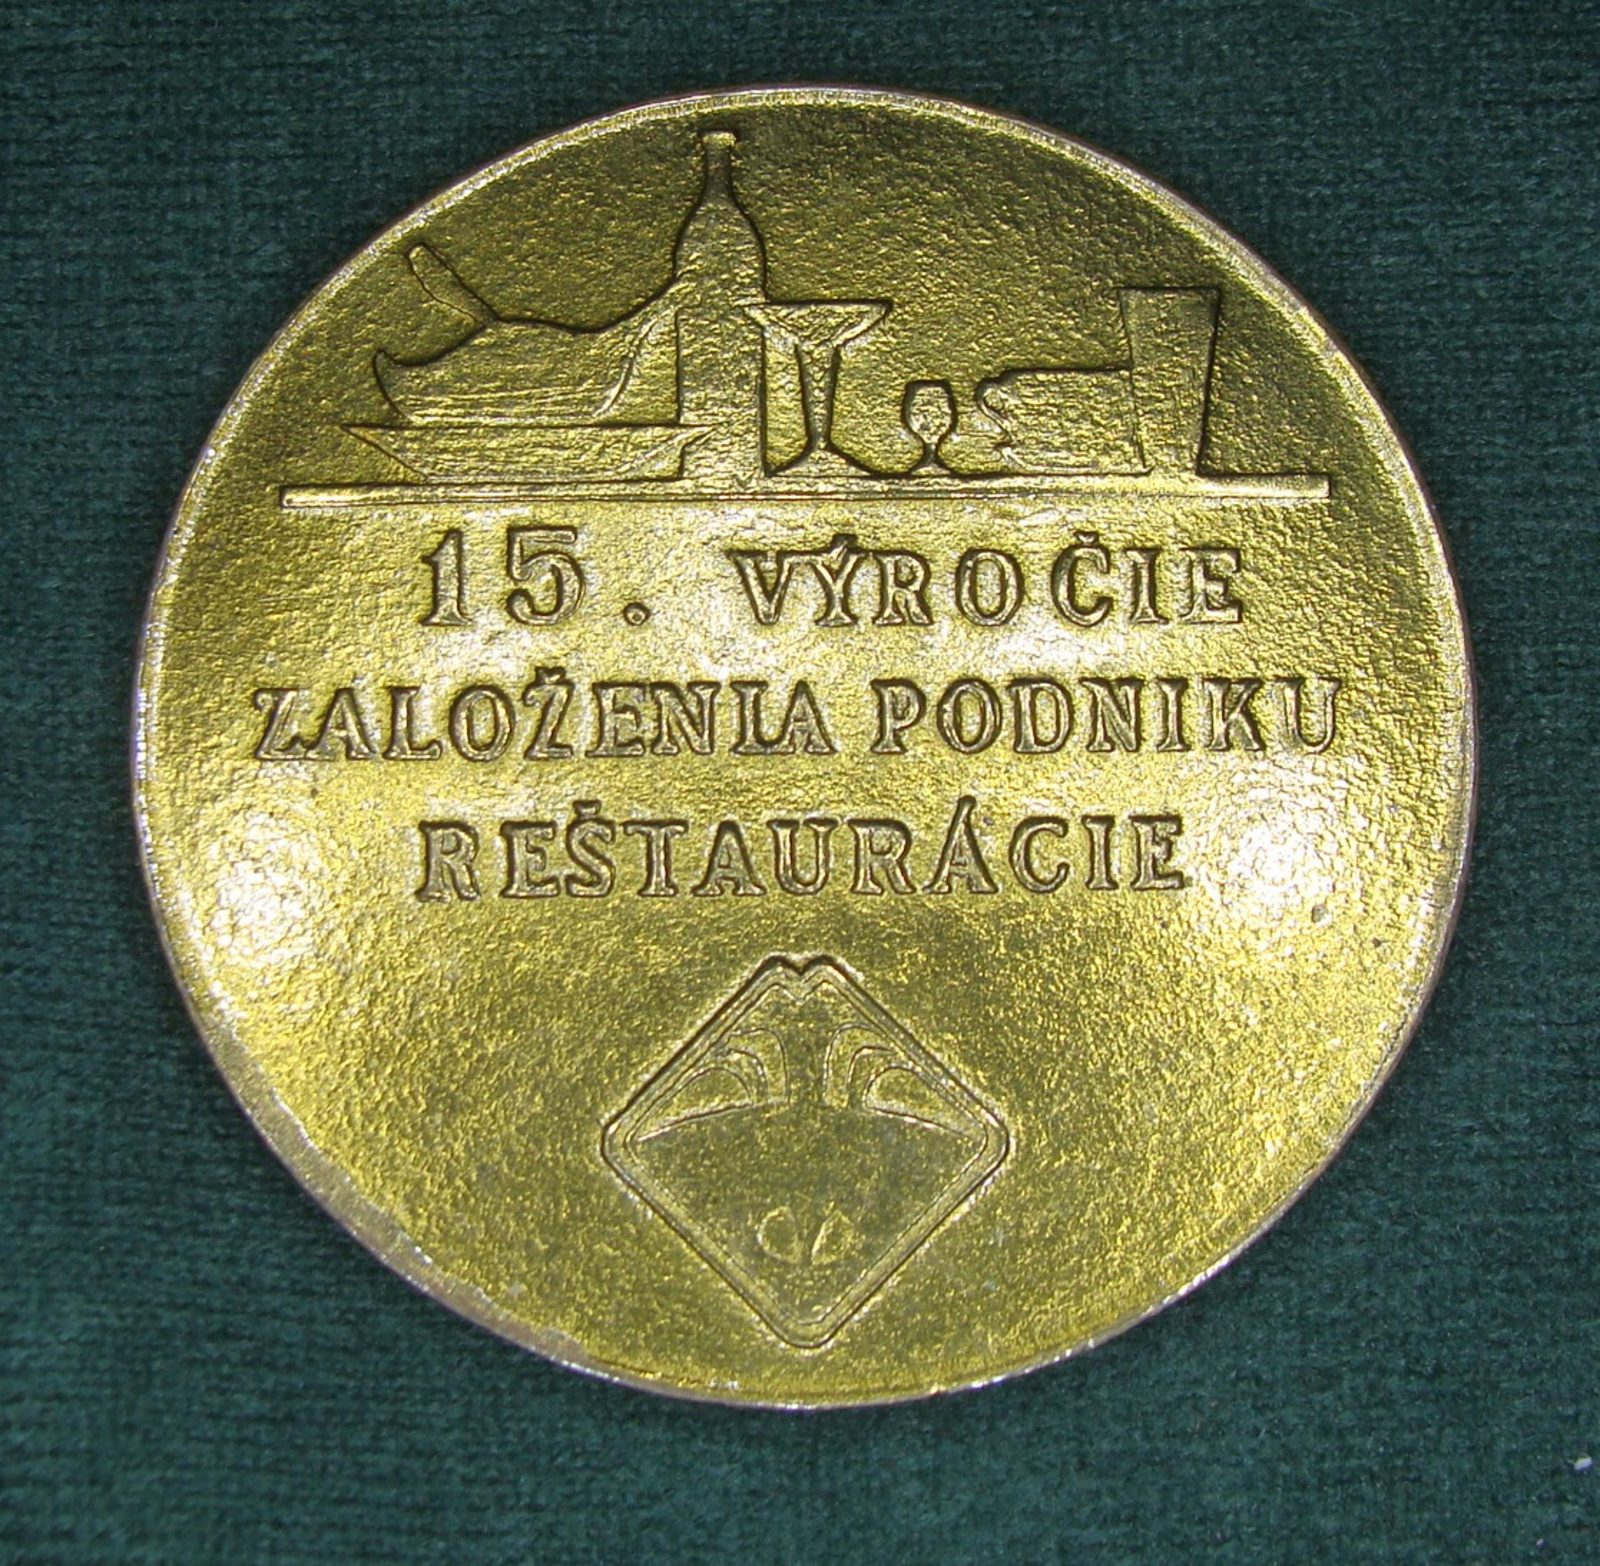 15. VÝROČIE
ZALOŽENIA PODNIKU
REŠTAURÁCIE